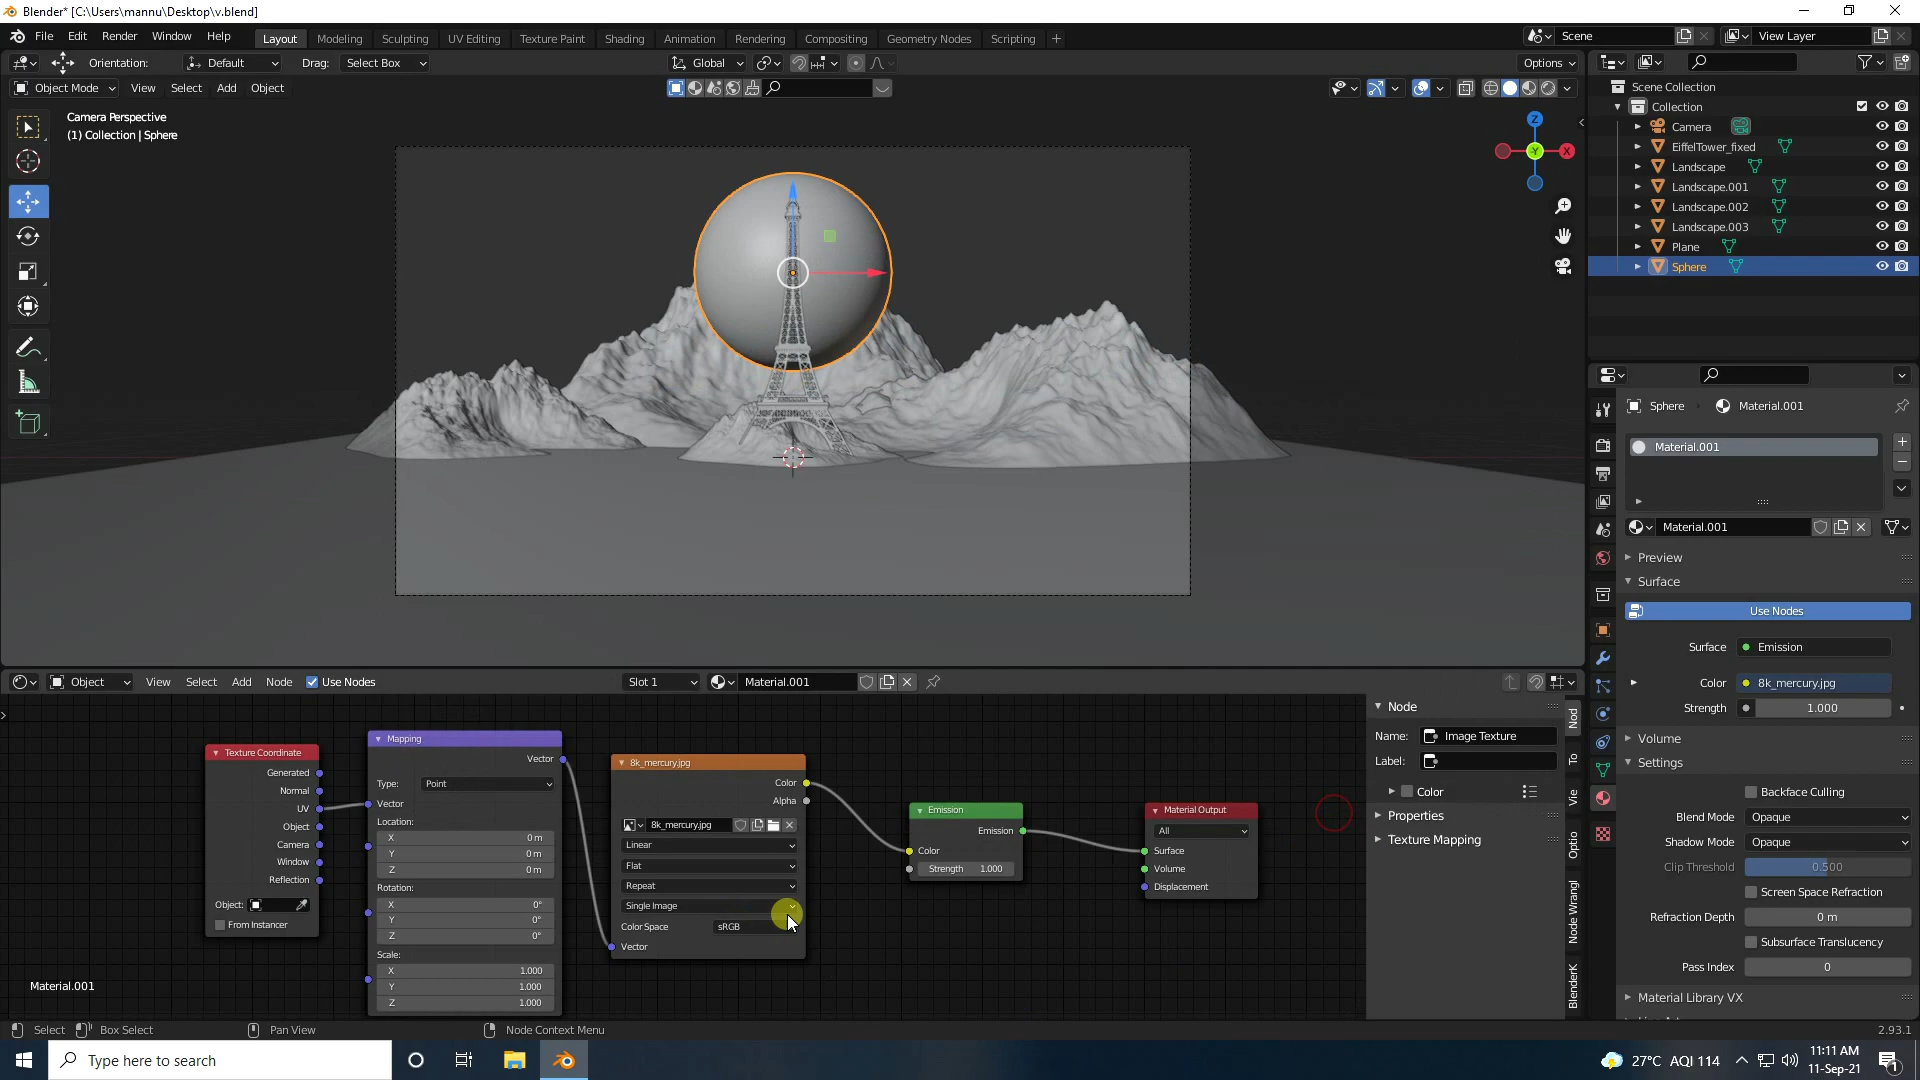 Blender* [C:\Users\mannu\Desktop\v.blend]
File Edit Render Window Help
Layout Modeling Sculpting UV Editing Texture Paint Shading Animation Rendering Compositing Geometry Nodes Scripting +
Scene
View Layer
Orientation: Default Drag: Select Box
Global
Options
Object Mode View Select Add Object
Camera Perspective
(1) Collection | Sphere
Z
X
-Y
Scene Collection
Collection
Camera
EiffelTower_fixed
Landscape
Landscape.001
Landscape.002
Landscape.003
Plane
Sphere
Sphere Material.001
Material.001
Material.001
Preview
Surface
Use Nodes
Surface Emission
Color 8k_mercury.jpg
Strength 1.000
Volume
Settings
Backface Culling
Blend Mode Opaque
Shadow Mode Opaque
Clip Threshold 0.500
Screen Space Refraction
Refraction Depth 0 m
Subsurface Translucency
Pass Index 0
Material Library VX
Object View Select Add Node Use Nodes
Slot 1
Material.001
Texture Coordinate
Generated
Normal
UV
Object
Camera
Window
Reflection
Object:
From Instancer
Mapping
Vector
Type: Point
Vector
Location:
X 0 m
Y 0 m
Z 0 m
Rotation:
X 0°
Y 0°
Z 0°
Scale:
X 1.000
Y 1.000
Z 1.000
8k_mercury.jpg
Color
Alpha
8k_mercury.jpg
Linear
Flat
Repeat
Single Image
Color Space sRGB
Vector
Emission
Emission
Color
Strength 1.000
Material Output
All
Surface
Volume
Displacement
Node
Name: Image Texture
Label:
Color
Properties
Texture Mapping
Nod
To
Vie
Optio
Node Wrangl
BlenderK
Material.001
Select Box Select Pan View Node Context Menu
2.93.1
Type here to search
27°C AQI 114
11:11 AM
11-Sep-21
1